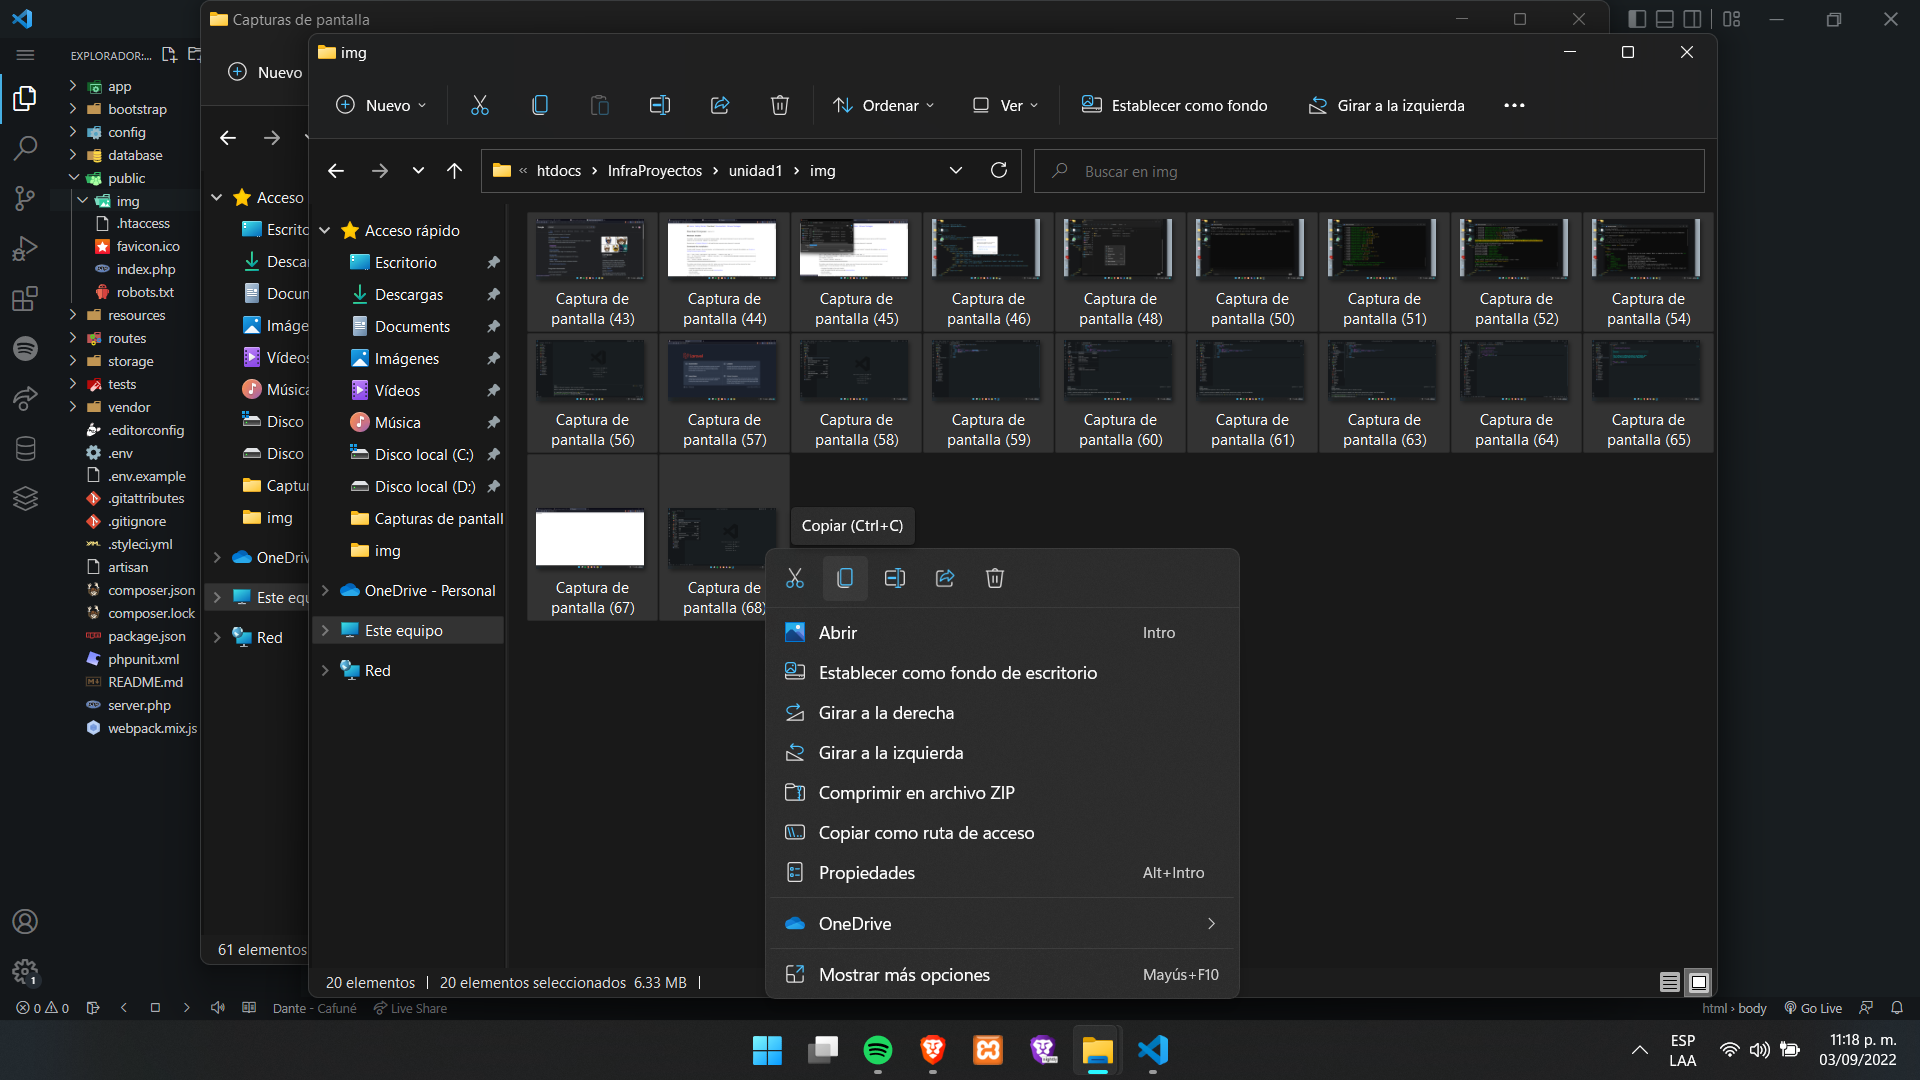 Capturas de pantalla
EXPLORADOR:...
app
bootstrap
config
database
public
img
.htaccess
favicon.ico
index.php
robots.txt
resources
routes
storage
tests
vendor
.editorconfig
.env
.env.example
.gitattributes
.gitignore
.styleci.yml
artisan
composer.json
composer.lock
package.json
phpunit.xml
README.md
server.php
webpack.mix.js
1
Nuevo
Acceso
Escrito
Descar
Docum
Imáge
Vídeos
Música
Disco
Disco
Captur
img
OneDriv
Este equ
Red
61 elementos
img
Nuevo
Ordenar
Ver
Establecer como fondo
Girar a la izquierda
« htdocs > InfraProyectos > unidad1 > img
Buscar en img
Acceso rápido
Escritorio
Descargas
Documents
Imágenes
Vídeos
Música
Disco local (C:)
Disco local (D:)
Capturas de pantall
img
OneDrive - Personal
Este equipo
Red
Captura de pantalla (43)
Captura de pantalla (44)
Captura de pantalla (45)
Captura de pantalla (46)
Captura de pantalla (48)
Captura de pantalla (50)
Captura de pantalla (51)
Captura de pantalla (52)
Captura de pantalla (54)
Captura de pantalla (56)
Captura de pantalla (57)
Captura de pantalla (58)
Captura de pantalla (59)
Captura de pantalla (60)
Captura de pantalla (61)
Captura de pantalla (63)
Captura de pantalla (64)
Captura de pantalla (65)
Captura de pantalla (67)
Captura de pantalla (68)
Copiar (Ctrl+C)
Abrir Intro
Establecer como fondo de escritorio
Girar a la derecha
Girar a la izquierda
Comprimir en archivo ZIP
Copiar como ruta de acceso
Propiedades Alt+Intro
OneDrive
Mostrar más opciones Mayús+F10
20 elementos | 20 elementos seleccionados 6.33 MB |
0 0
Dante - Cafuné
Live Share
html > body
Go Live
ESP
LAA
11:18 p. m.
03/09/2022